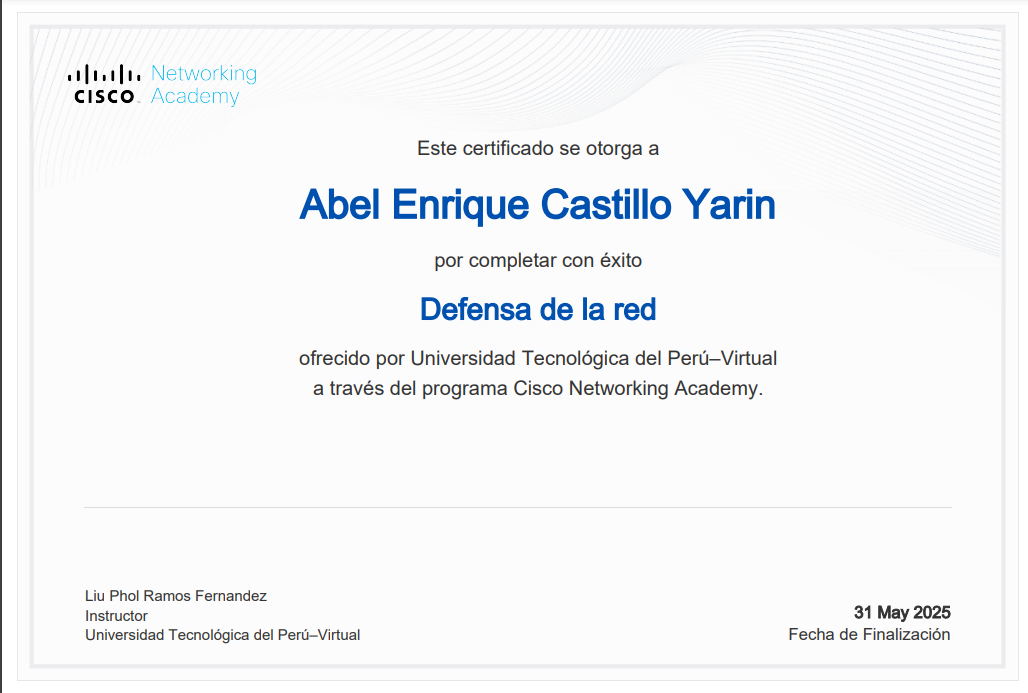 Networking
CISCO Academy
Este certificado se otorga a
Abel Enrique Castillo Yarin
por completar con éxito
Defensa de la red
ofrecido por Universidad Tecnológica del Perú–Virtual
a través del programa Cisco Networking Academy.
Liu Phol Ramos Fernandez
Instructor
Universidad Tecnológica del Perú–Virtual
31 May 2025
Fecha de Finalización